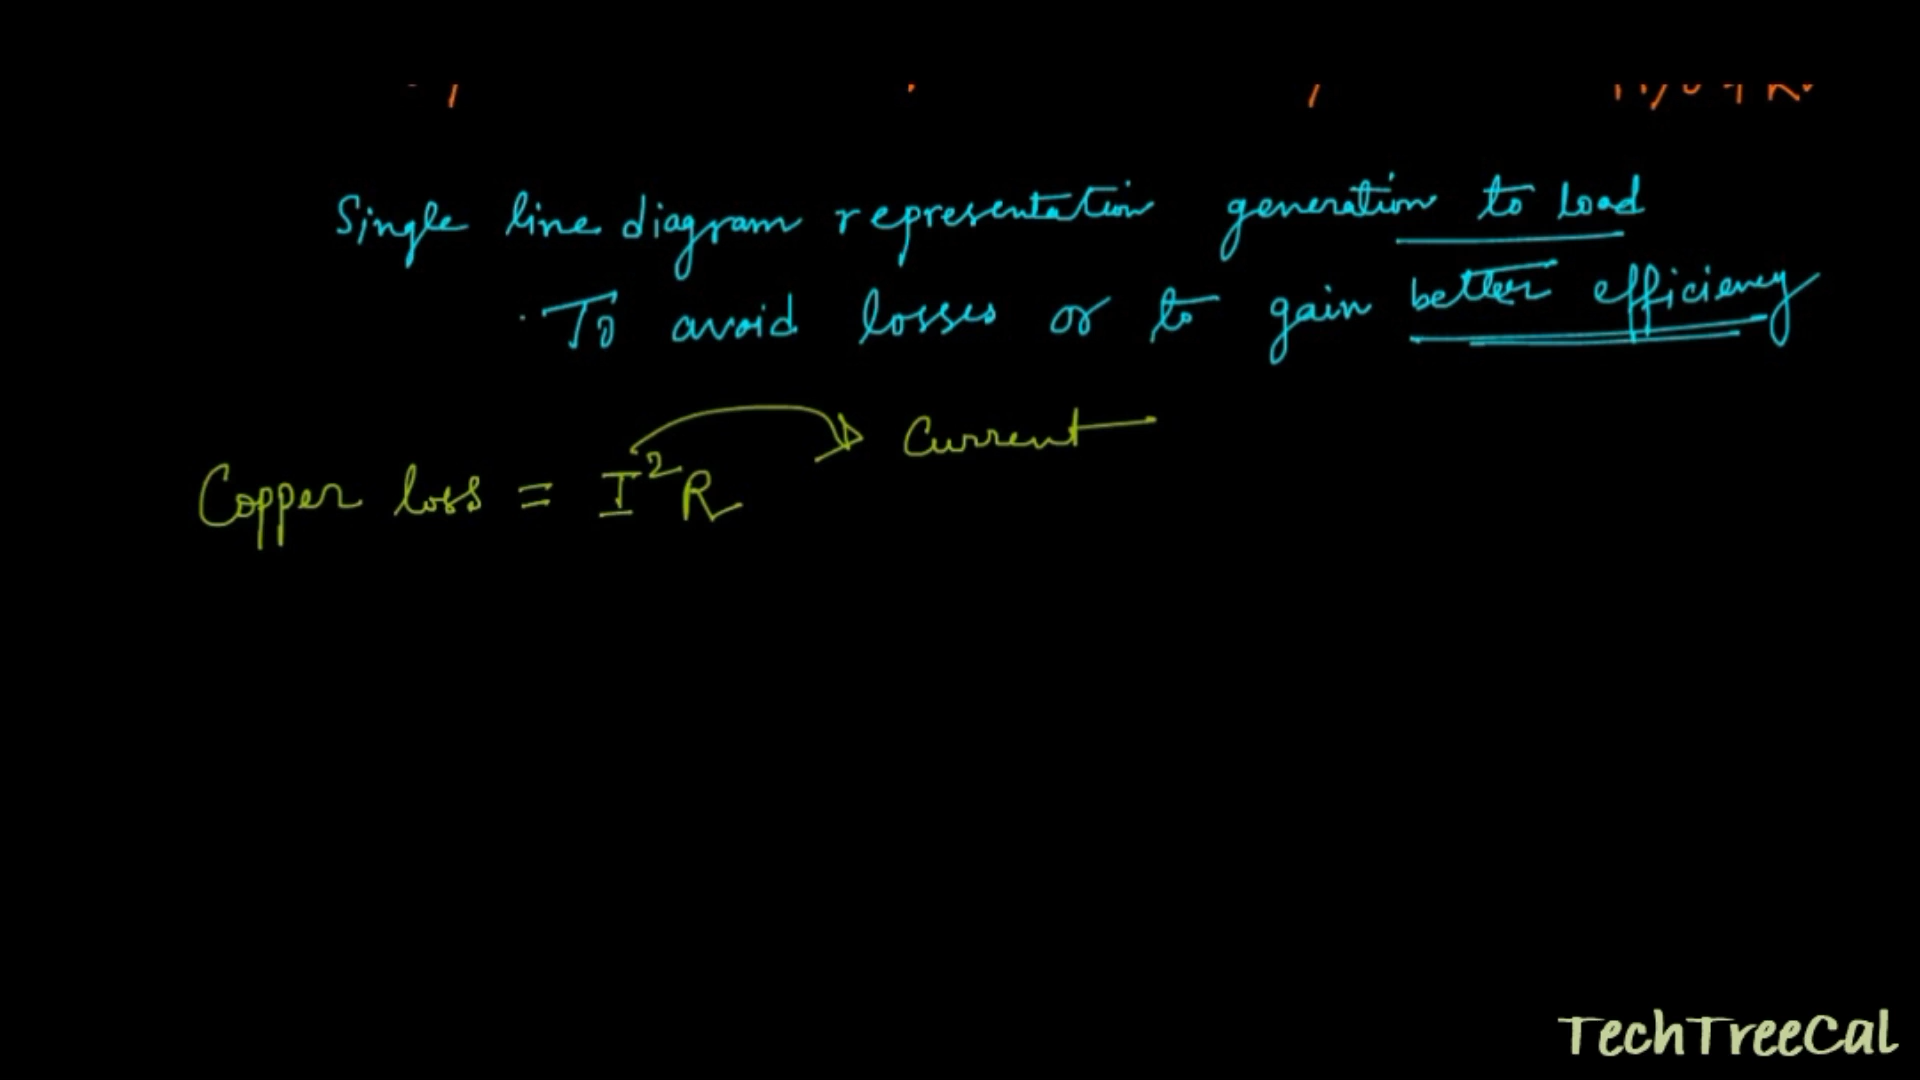 Single line diagram representation generation to Load
· To avoid losses or to gain better efficiency
Current
Copper loss = I²R
TechTreeCal